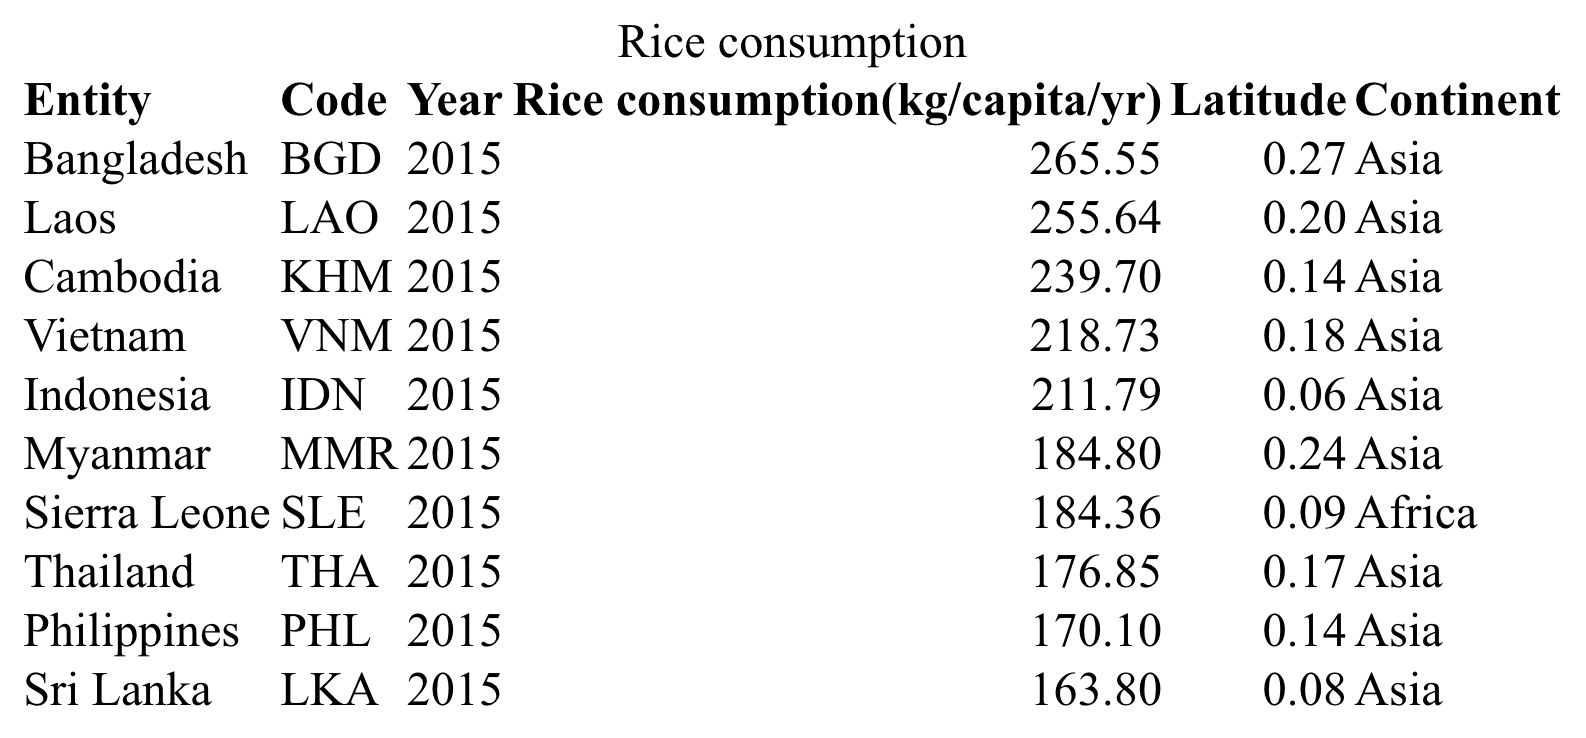 Rice consumption
Entity Code Year Rice consumption(kg/capita/yr) Latitude Continent
Bangladesh BGD 2015 265.55 0.27 Asia
Laos LAO 2015 255.64 0.20 Asia
Cambodia KHM 2015 239.70 0.14 Asia
Vietnam VNM 2015 218.73 0.18 Asia
Indonesia IDN 2015 211.79 0.06 Asia
Myanmar MMR 2015 184.80 0.24 Asia
Sierra Leone SLE 2015 184.36 0.09 Africa
Thailand THA 2015 176.85 0.17 Asia
Philippines PHL 2015 170.10 0.14 Asia
Sri Lanka LKA 2015 163.80 0.08 Asia